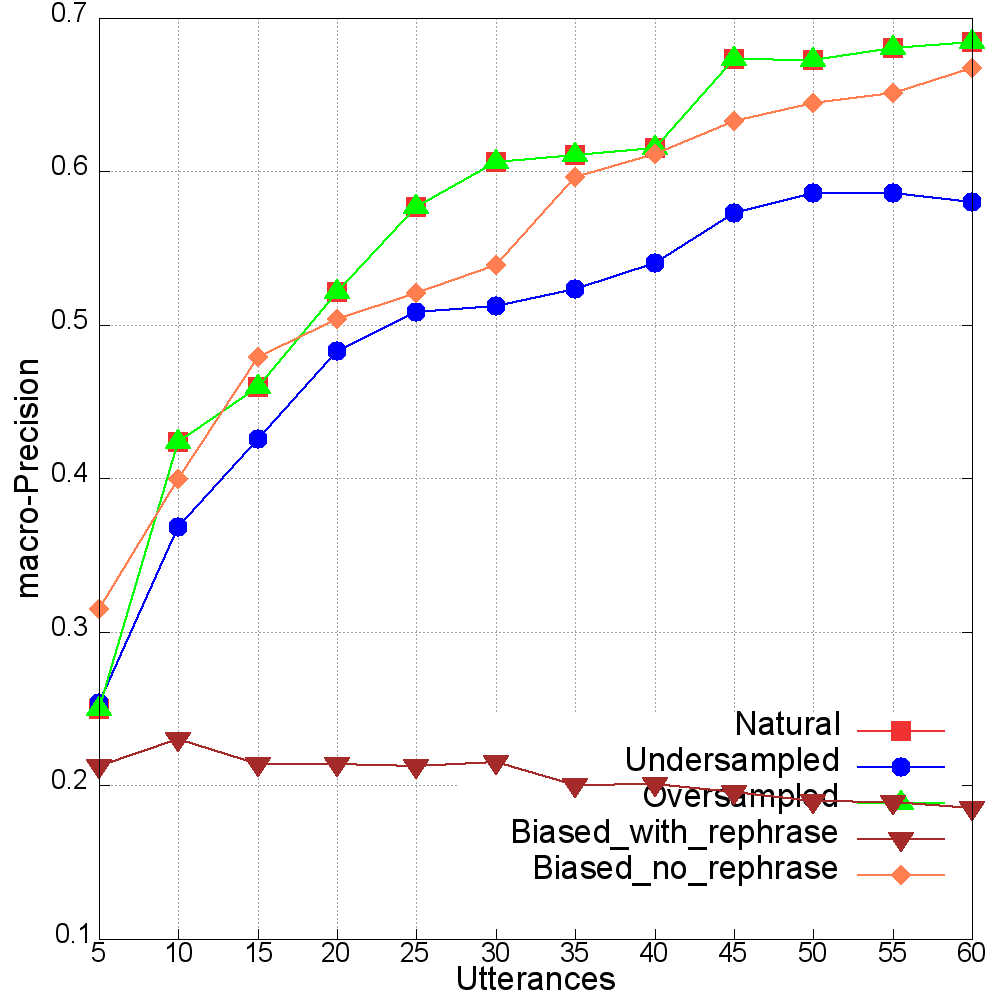 0.7
0.6
0.5
0.4
0.3
0.2
0.1
macro-Precision
Natural
Undersampled
Oversampled
Biased_with_rephrase
Biased_no_rephrase
5 10 15 20 25 30 35 40 45 50 55 60
Utterances